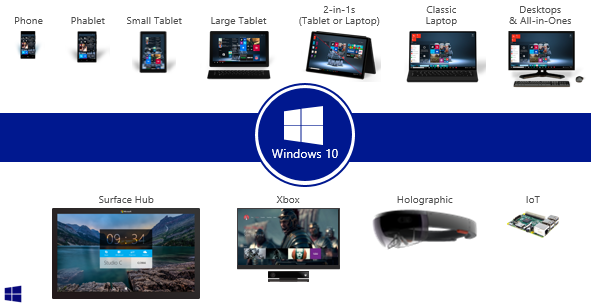 Phone
Phablet
Small Tablet
Large Tablet
2-in-1s
(Tablet or Laptop)
Classic
Laptop
Desktops
& All-in-Ones
Windows 10
Surface Hub
Xbox
Holographic
IoT
09 : 34
Studio C